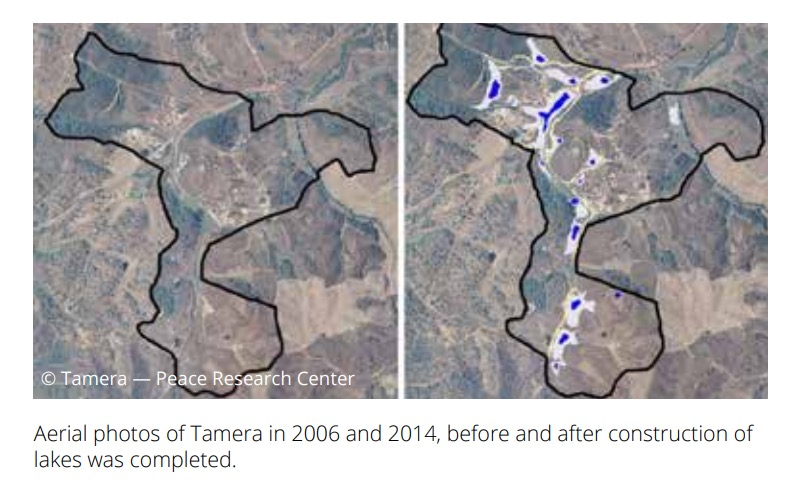 © Tamera — Peace Research Center
Aerial photos of Tamera in 2006 and 2014, before and after construction of
lakes was completed.